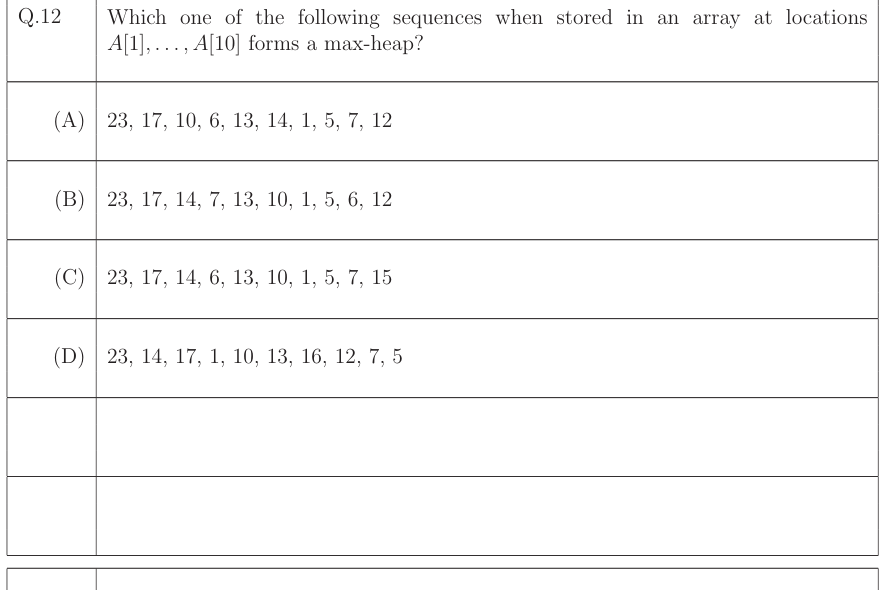 Q.12 Which one of the following sequences when stored in an array at locations
A[1], . . . , A[10] forms a max-heap?
(A) 23, 17, 10, 6, 13, 14, 1, 5, 7, 12
(B) 23, 17, 14, 7, 13, 10, 1, 5, 6, 12
(C) 23, 17, 14, 6, 13, 10, 1, 5, 7, 15
(D) 23, 14, 17, 1, 10, 13, 16, 12, 7, 5